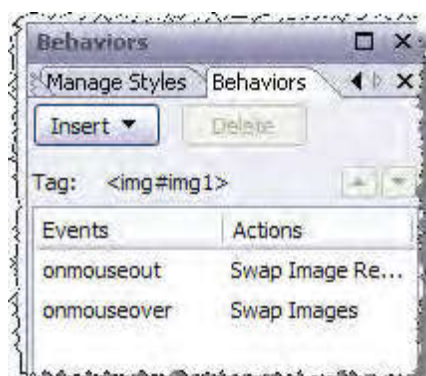 Behaviors
Manage Styles Behaviors
Insert Delete
Tag: <img#img1>
Events Actions
onmouseout Swap Image Re...
onmouseover Swap Images